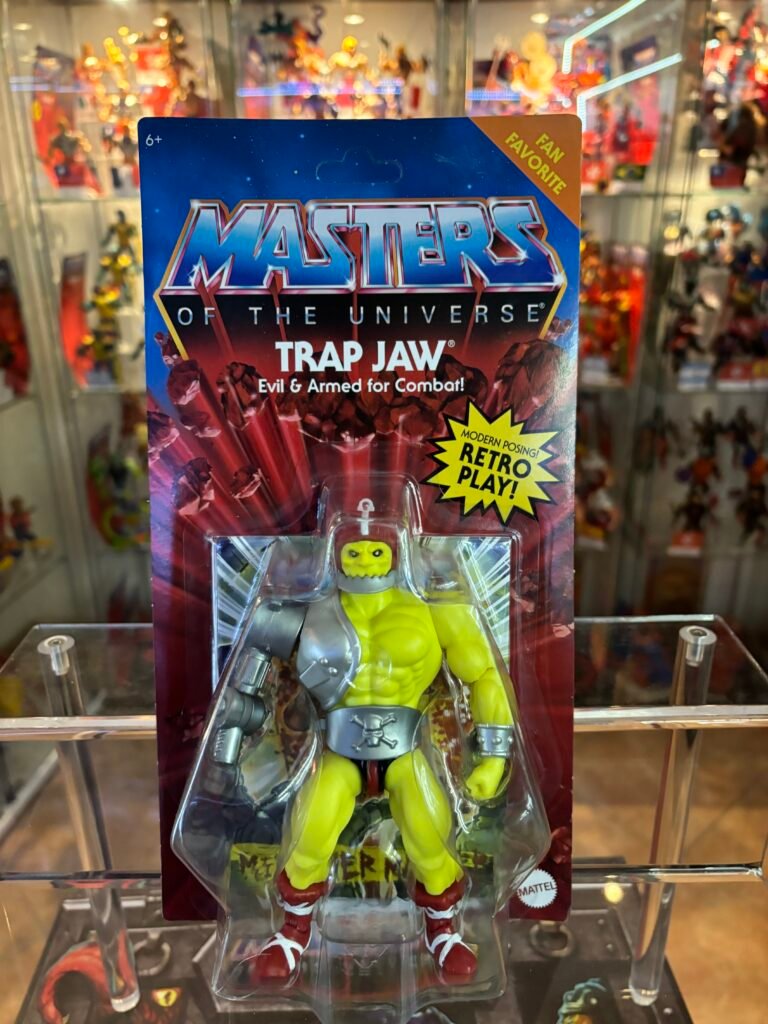 6+
FAN
FAVORITE
MASTERS
OF THE UNIVERSE®
TRAP JAW®
Evil & Armed for Combat!
MODERN POSING!
RETRO
PLAY!
MATTEL